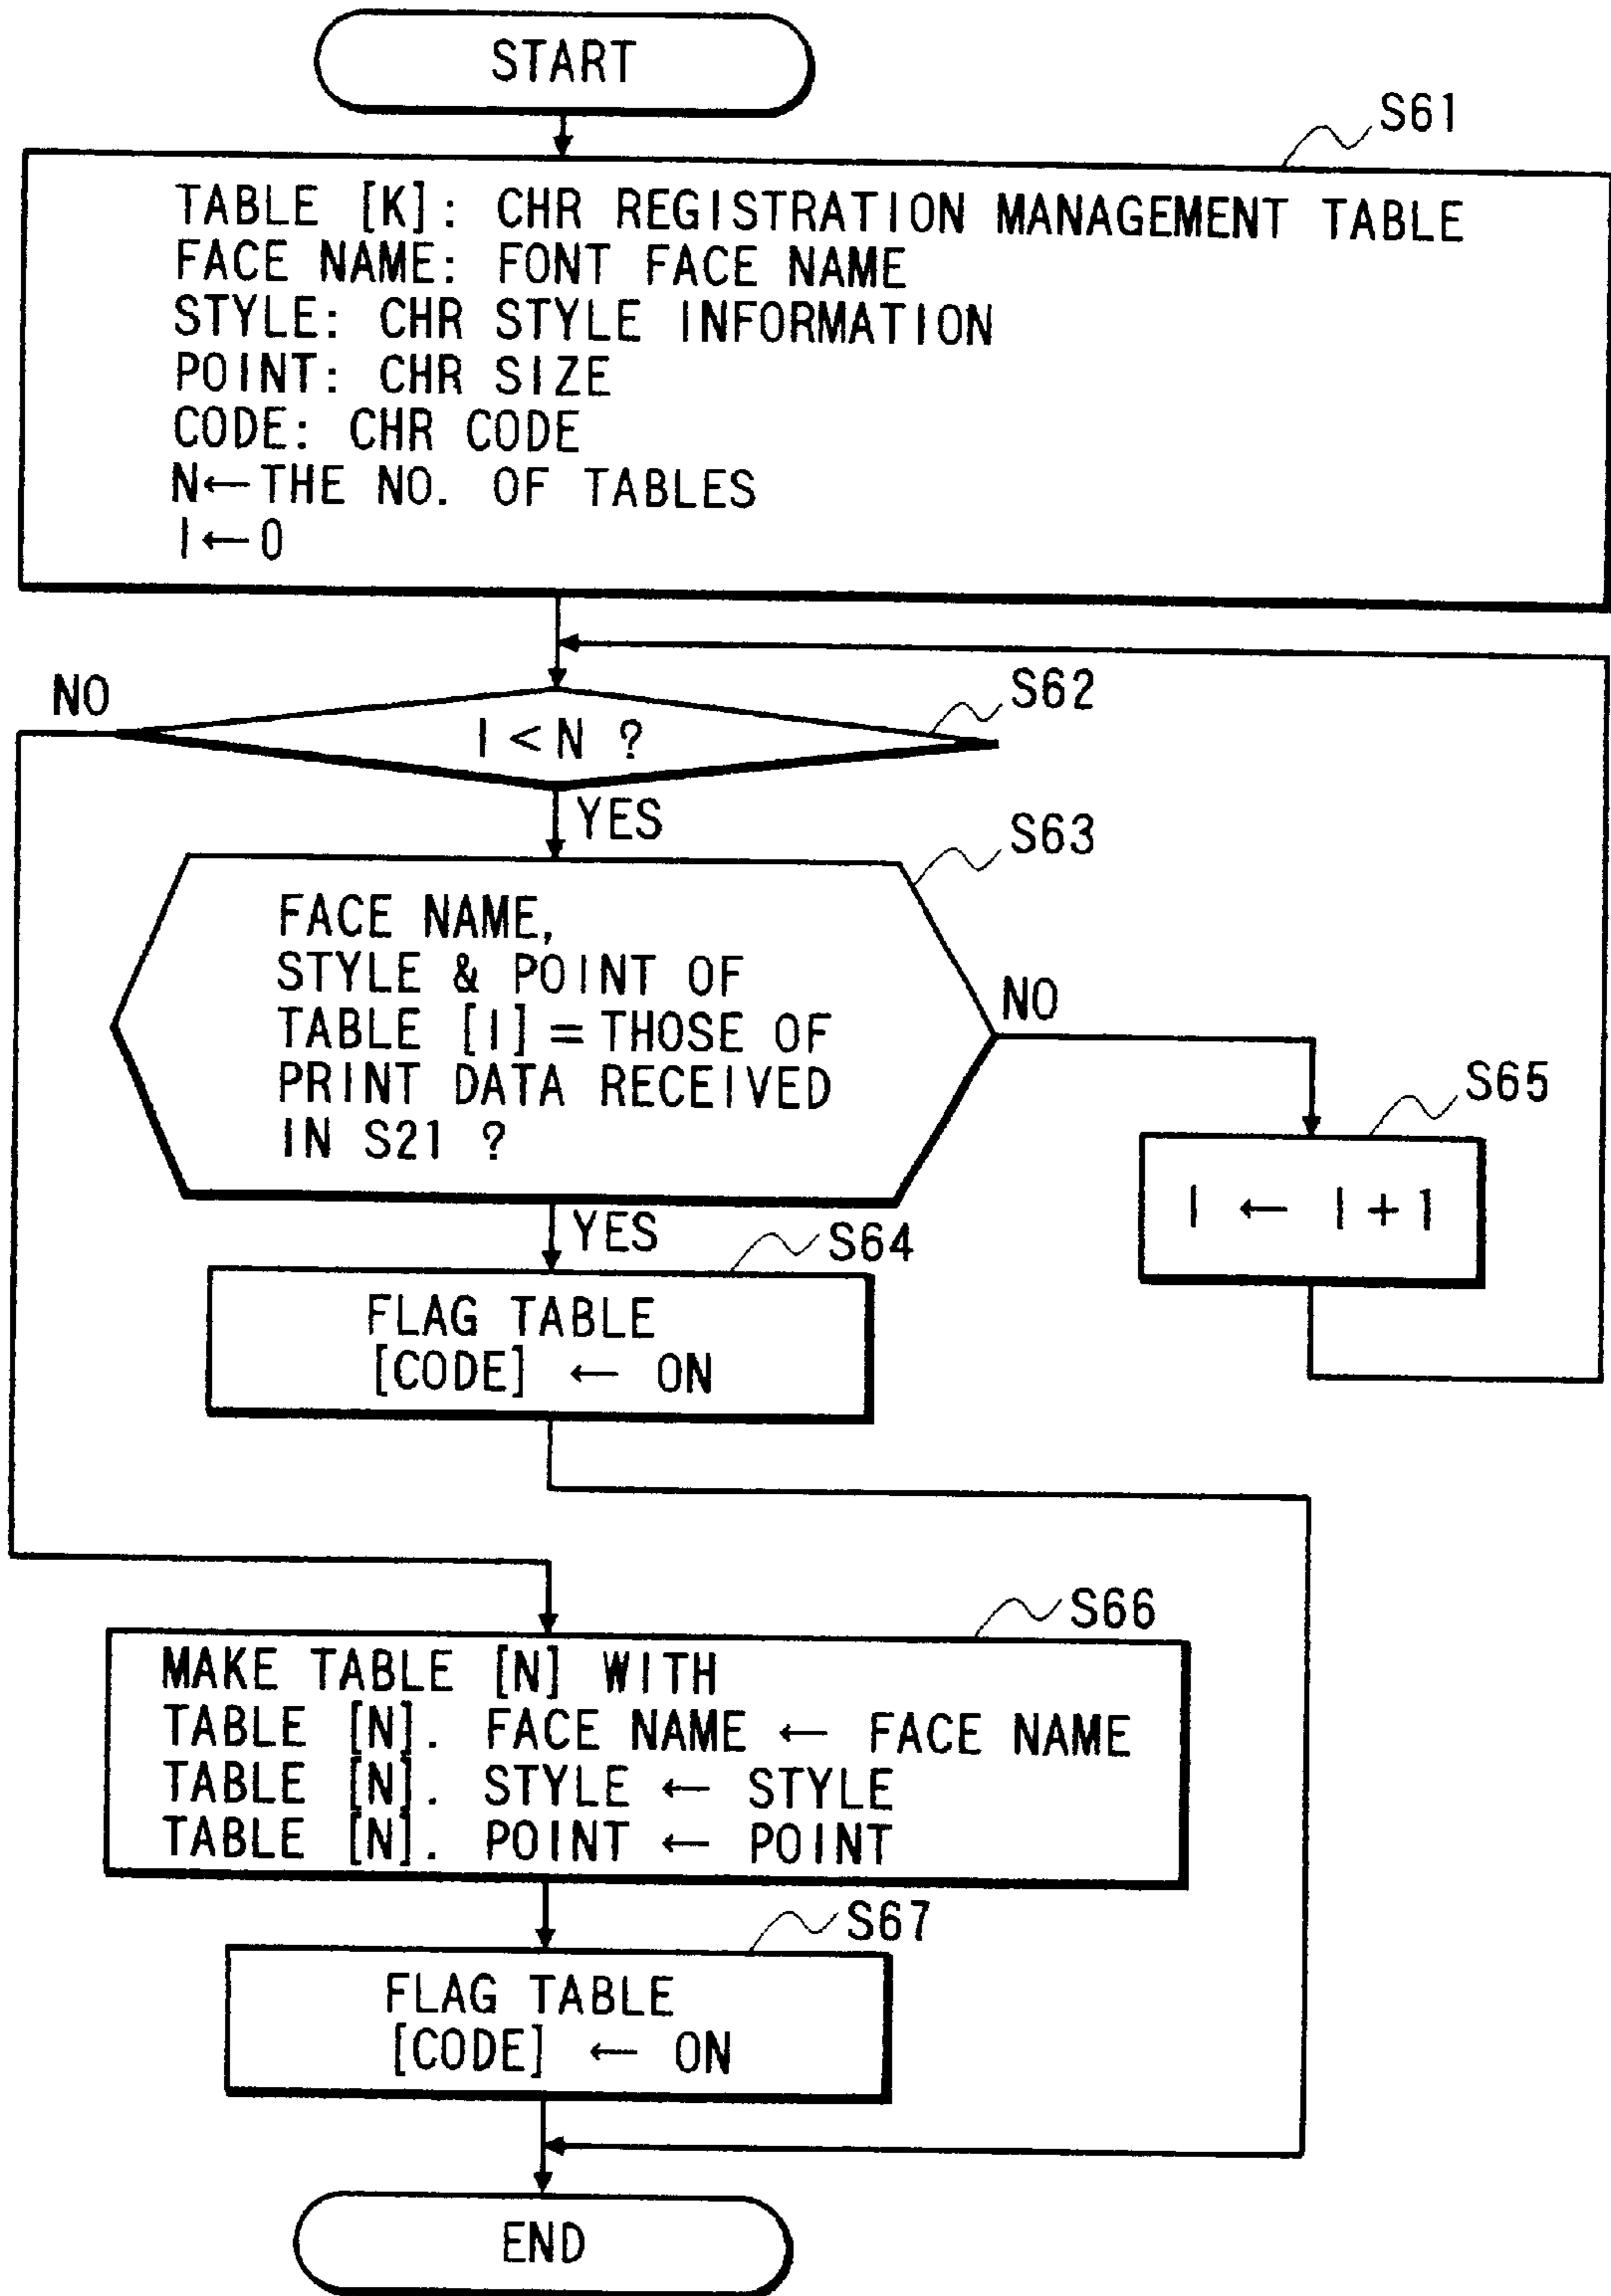 START
S61
TABLE [K]: CHR REGISTRATION MANAGEMENT TABLE
FACE NAME: FONT FACE NAME
STYLE: CHR STYLE INFORMATION
POINT: CHR SIZE
CODE: CHR CODE
N←THE NO. OF TABLES
I←0
NO
S62
I<N ?
YES
S63
FACE NAME,
STYLE & POINT OF
TABLE [I]=THOSE OF
PRINT DATA RECEIVED
IN S21 ?
NO
S65
I ← I+1
YES
S64
FLAG TABLE
[CODE] ← ON
S66
MAKE TABLE [N] WITH
TABLE [N]. FACE NAME ← FACE NAME
TABLE [N]. STYLE ← STYLE
TABLE [N]. POINT ← POINT
S67
FLAG TABLE
[CODE] ← ON
END